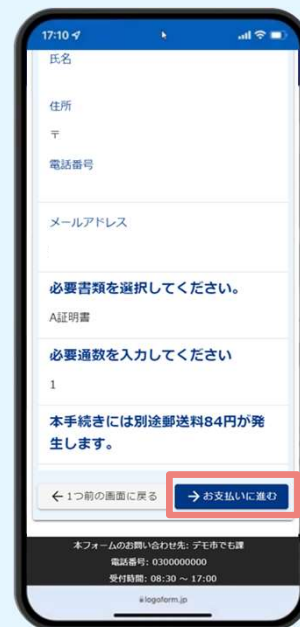 17:10
氏名
住所
〒
電話番号
メールアドレス
必要書類を選択してください。
A証明書
必要通数を入力してください
1
本手続きには別途郵送料84円が発
生します。
←1つ前の画面に戻る
→お支払いに進む
本フォームのお問い合わせ先: デモ市でも課
電話番号: 0300000000
受付時間: 08:30 ~ 17:00
logoform.jp